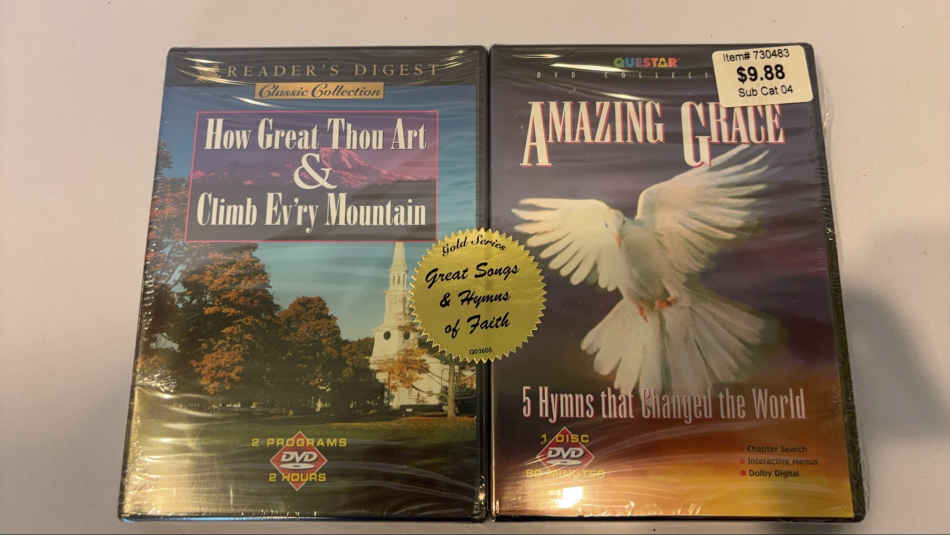 READER'S DIGEST
Classic Collection
How Great Thou Art
&
Climb Ev'ry Mountain
2 PROGRAMS
DVD
2 HOURS
Gold Series
Great Songs
& Hymns
of Faith
QUESTAR
DVD COLLECT
Item# 730483
$9.88
Sub Cat 04
AMAZING GRACE
5 Hymns that Changed the World
1 DISC
DVD
Chapter Search
Interactive Menus
Dolby Digital